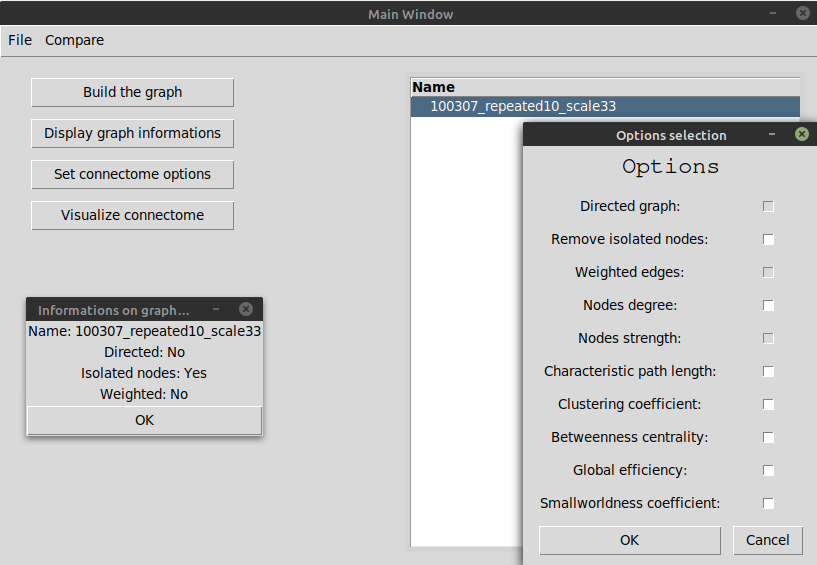 Main Window
File Compare
Build the graph
Display graph informations
Set connectome options
Visualize connectome
Name
100307_repeated10_scale33
Informations on graph...
Name: 100307_repeated10_scale33
Directed: No
Isolated nodes: Yes
Weighted: No
OK
Options selection
Options
Directed graph:
Remove isolated nodes:
Weighted edges:
Nodes degree:
Nodes strength:
Characteristic path length:
Clustering coefficient:
Betweenness centrality:
Global efficiency:
Smallworldness coefficient:
OK Cancel